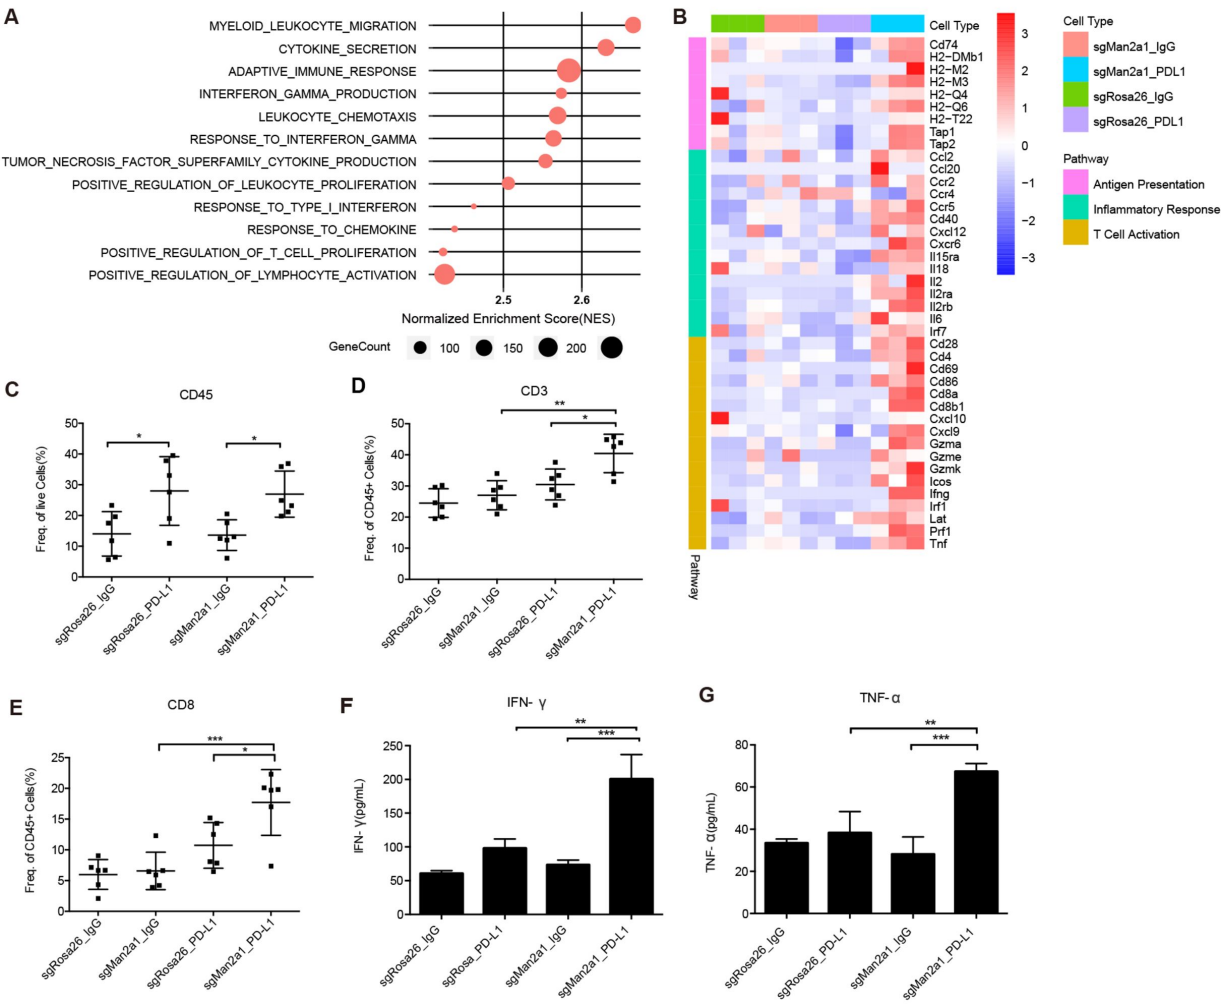 A
MYELOID_LEUKOCYTE_MIGRATION
CYTOKINE_SECRETION
ADAPTIVE_IMMUNE_RESPONSE
INTERFERON_GAMMA_PRODUCTION
LEUKOCYTE_CHEMOTAXIS
RESPONSE_TO_INTERFERON_GAMMA
TUMOR_NECROSIS_FACTOR_SUPERFAMILY_CYTOKINE_PRODUCTION
POSITIVE_REGULATION_OF_LEUKOCYTE_PROLIFERATION
RESPONSE_TO_TYPE_I_INTERFERON
RESPONSE_TO_CHEMOKINE
POSITIVE_REGULATION_OF_T_CELL_PROLIFERATION
POSITIVE_REGULATION_OF_LYMPHOCYTE_ACTIVATION
2.5 2.6
Normalized Enrichment Score(NES)
GeneCount 100 150 200
B
Cell Type
Cd74
H2-DMb1
H2-M2
H2-M3
H2-Q4
H2-Q6
H2-T22
Tap1
Tap2
Ccl2
Ccl20
Ccr2
Ccr4
Ccr5
Cd40
Cxcl12
Cxcr6
Il15ra
Il18
Il2
Il2ra
Il2rb
Il6
Irf7
Cd28
Cd4
Cd69
Cd86
Cd8a
Cd8b1
Cxcl10
Cxcl9
Gzma
Gzme
Gzmk
Icos
Ifng
Irf1
Lat
Prf1
Tnf
Pathway
3
2
1
0
−1
−2
−3
Cell Type
sgMan2a1_IgG
sgMan2a1_PDL1
sgRosa26_IgG
sgRosa26_PDL1
Pathway
Antigen Presentation
Inflammatory Response
T Cell Activation
C
CD45
Freq. of live Cells(%)
50
40
30
20
10
0
* *
sgRosa26_IgG
sgRosa26_PD-L1
sgMan2a1_IgG
sgMan2a1_PD-L1
D
CD3
Freq. of CD45+ Cells(%)
50
40
30
20
10
0
**
*
sgRosa26_IgG
sgMan2a1_IgG
sgRosa26_PD-L1
sgMan2a1_PD-L1
E
CD8
Freq. of CD45+ Cells(%)
25
20
15
10
5
0
***
*
sgRosa26_IgG
sgMan2a1_IgG
sgRosa26_PD-L1
sgMan2a1_PD-L1
F
IFN- γ
IFN- γ(pg/mL)
250
200
150
100
50
0
**
***
sgRosa26_IgG
sgRosa_PD-L1
sgMan2a1_IgG
sgMan2a1_PD-L1
G
TNF- α
TNF- α(pg/mL)
80
60
40
20
0
**
***
sgRosa26_IgG
sgRosa26_PD-L1
sgMan2a1_IgG
sgMan2a1_PD-L1